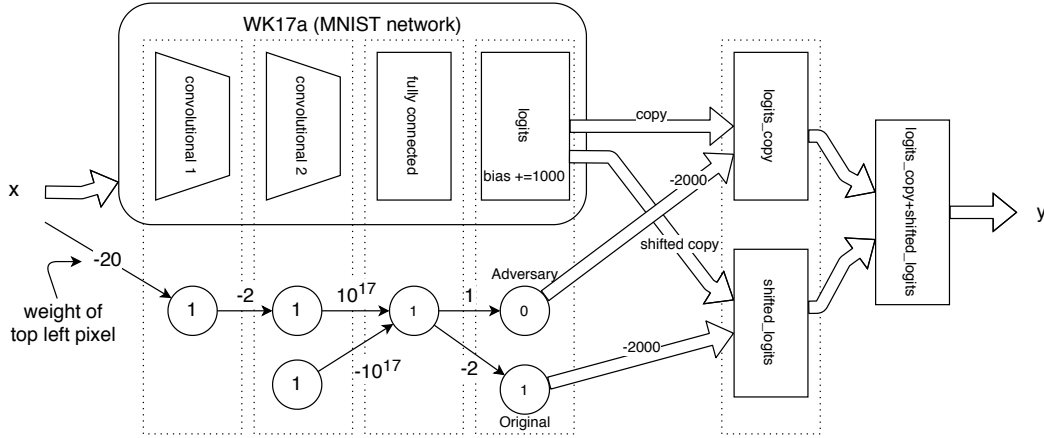 WK17a (MNIST network)
convolutional 1
convolutional 2
fully connected
logits
bias +=1000
copy
shifted copy
-2000
logits_copy
logits_copy+shifted_logits
x
y
-20
weight of
top left pixel
1
-2
1
10^17
1
-10^17
1
1
-2
Adversary
0
1
Original
-2000
shifted_logits